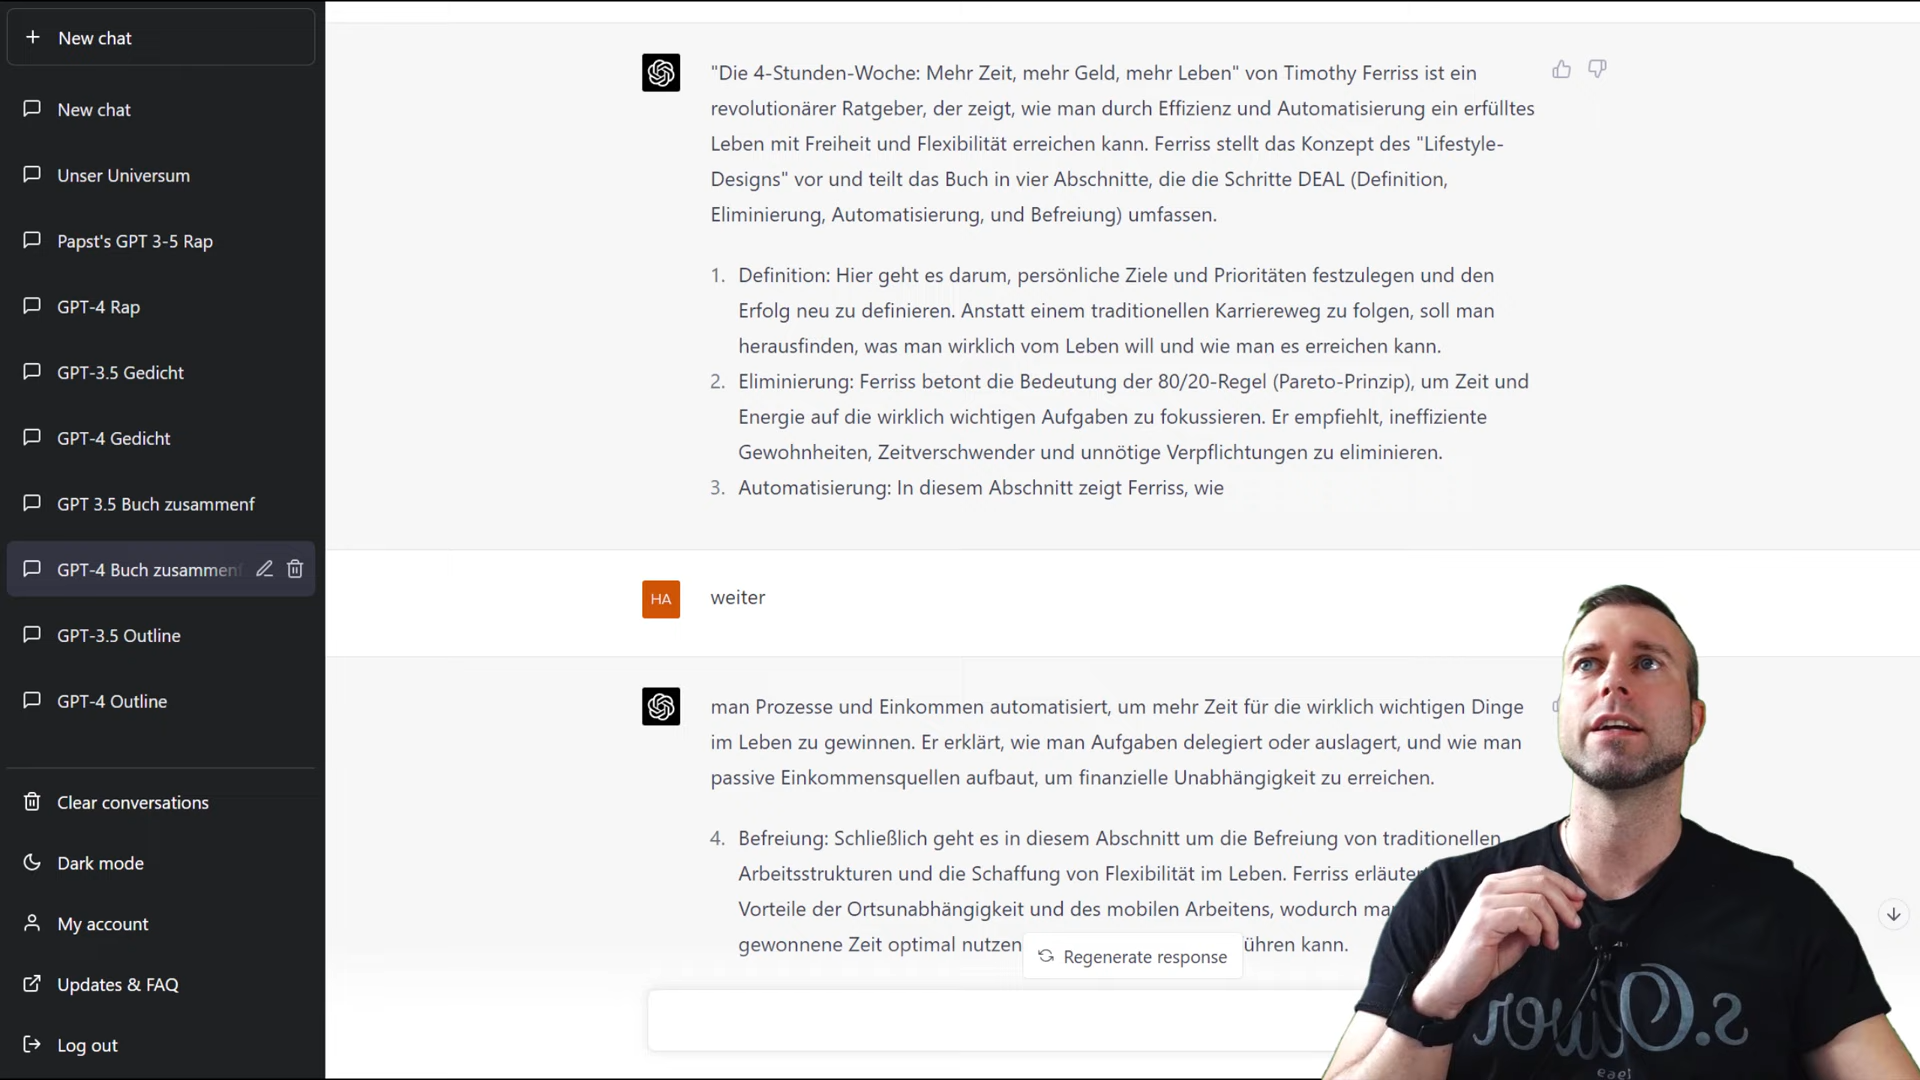 New chat
New chat
Unser Universum
Papst's GPT 3-5 Rap
GPT-4 Rap
GPT-3.5 Gedicht
GPT-4 Gedicht
GPT 3.5 Buch zusammenf
GPT-4 Buch zusammenf
GPT-3.5 Outline
GPT-4 Outline
Clear conversations
Dark mode
My account
Updates & FAQ
Log out
"Die 4-Stunden-Woche: Mehr Zeit, mehr Geld, mehr Leben" von Timothy Ferriss ist ein
revolutionärer Ratgeber, der zeigt, wie man durch Effizienz und Automatisierung ein erfülltes
Leben mit Freiheit und Flexibilität erreichen kann. Ferriss stellt das Konzept des "Lifestyle-
Designs" vor und teilt das Buch in vier Abschnitte, die die Schritte DEAL (Definition,
Eliminierung, Automatisierung, und Befreiung) umfassen.
1. Definition: Hier geht es darum, persönliche Ziele und Prioritäten festzulegen und den
Erfolg neu zu definieren. Anstatt einem traditionellen Karriereweg zu folgen, soll man
herausfinden, was man wirklich vom Leben will und wie man es erreichen kann.
2. Eliminierung: Ferriss betont die Bedeutung der 80/20-Regel (Pareto-Prinzip), um Zeit und
Energie auf die wirklich wichtigen Aufgaben zu fokussieren. Er empfiehlt, ineffiziente
Gewohnheiten, Zeitverschwender und unnötige Verpflichtungen zu eliminieren.
3. Automatisierung: In diesem Abschnitt zeigt Ferriss, wie
HA weiter
man Prozesse und Einkommen automatisiert, um mehr Zeit für die wirklich wichtigen Dinge
im Leben zu gewinnen. Er erklärt, wie man Aufgaben delegiert oder auslagert, und wie man
passive Einkommensquellen aufbaut, um finanzielle Unabhängigkeit zu erreichen.
4. Befreiung: Schließlich geht es in diesem Abschnitt um die Befreiung von traditionellen
Arbeitsstrukturen und die Schaffung von Flexibilität im Leben. Ferriss erläuter
Vorteile der Ortsunabhängigkeit und des mobilen Arbeitens, wodurch ma
gewonnene Zeit optimal nutzen ühren kann.
Regenerate response
s.Oliver